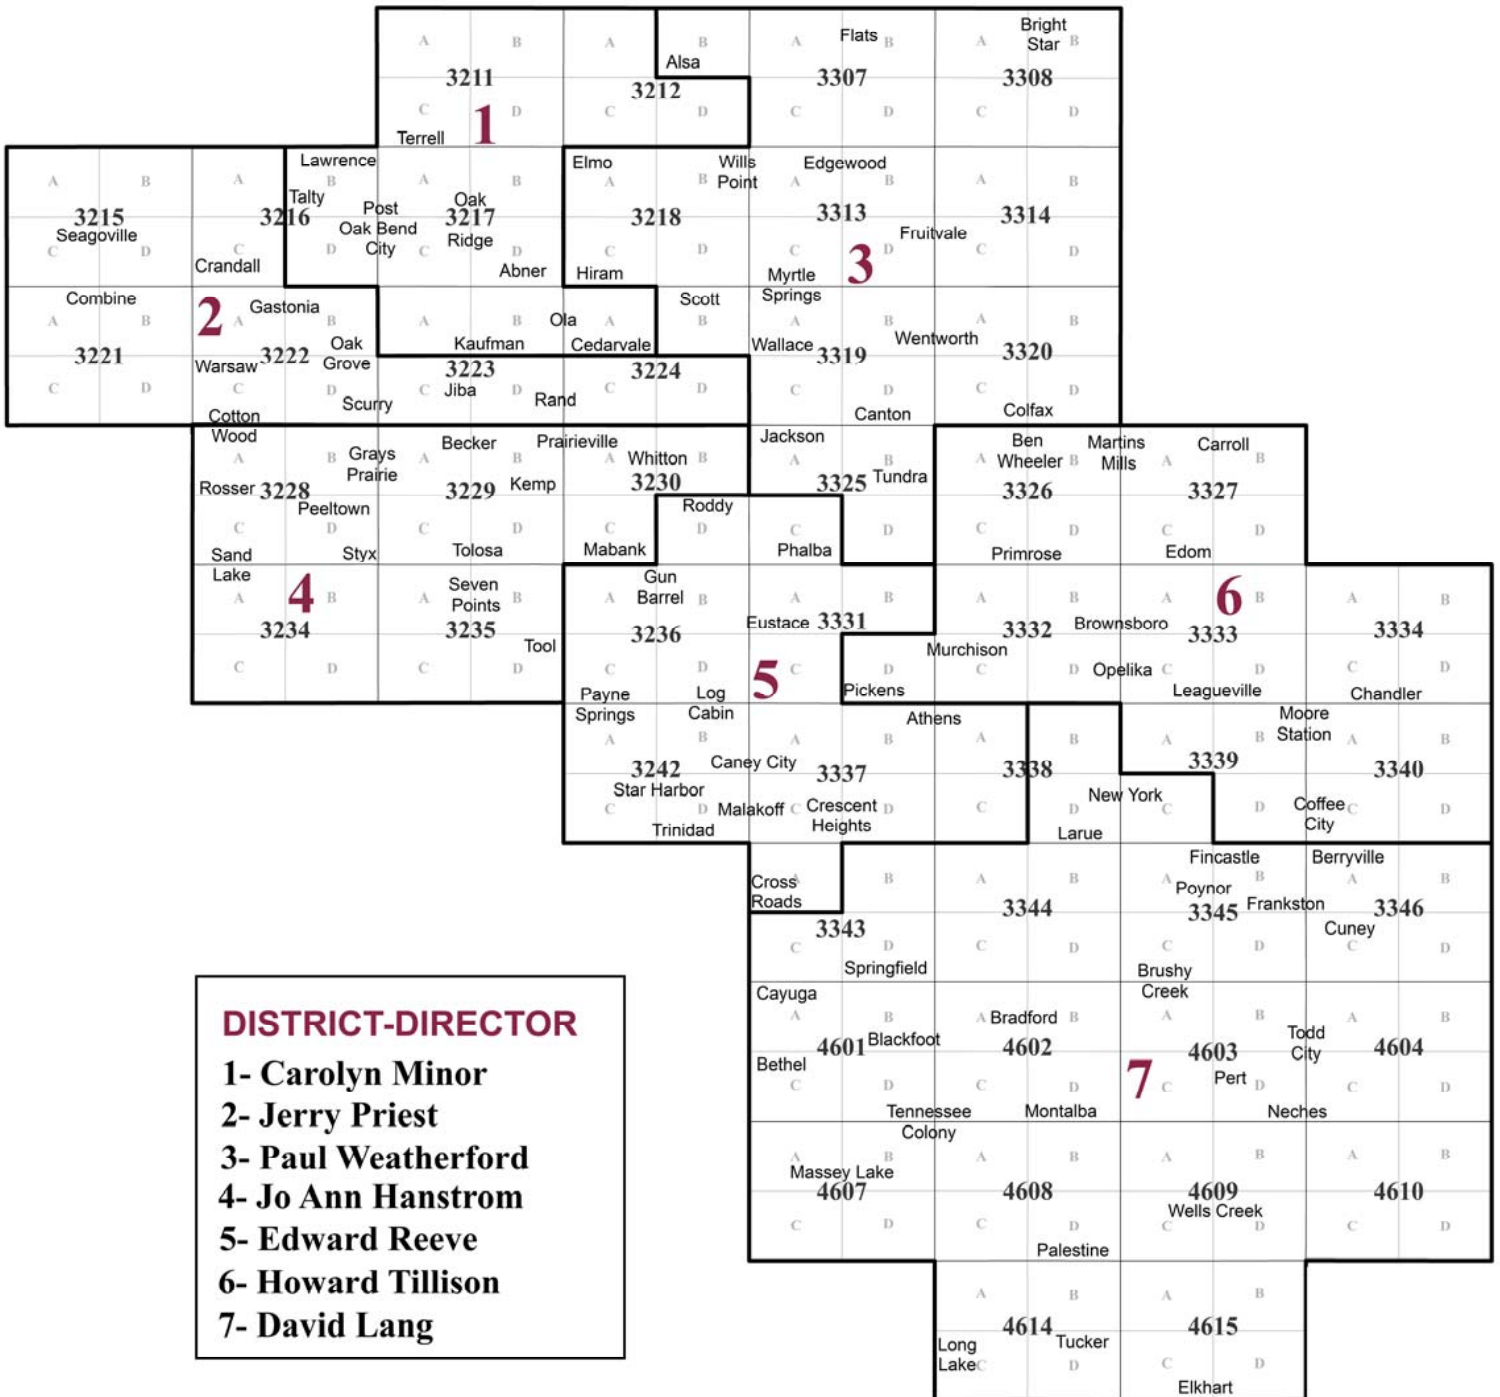 A B A B A Flats B A Bright
Star B
Alsa
3211 3212 3307 3308
C D C D C D C D
Terrell 1
Lawrence Elmo Wills
Point Edgewood
A B A B A B A B A B A B
Talty Post
Oak Bend
City Oak
Ridge
3215 3216 3217 3218 3313 3314
Seagoville Fruitvale
C D C D C D C D C D C D
Crandall Abner Hiram 3
Myrtle
Springs
Combine 2 Gastonia Scott
A B A B A B Ola A B A B A B
Oak
Grove Kaufman Cedarvale Wallace Wentworth
3221 3222 3223 3224 3319 3320
Warsaw
C D C D C Jiba D C D C D C D
Scurry Rand Canton Colfax
Cotton
Wood Becker Prairieville Jackson Ben
Wheeler Martins
Mills Carroll
A B Grays
Prairie A B A Whitton B A B A B A B
Rosser 3228 3229 Kemp 3230 3325 Tundra 3326 3327
Peeltown Roddy
C D C D C D C D C D C D
Sand
Lake Styx Tolosa Mabank Phalba Primrose Edom
4 Seven
Points Gun
Barrel 6
A B A B A B A B A B A B A B
3234 3235 3236 Eustace 3331 3332 Brownsboro 3333 3334
Tool Murchison
C D C D C D 5 C D C D Opelika C D C D
Payne
Springs Log
Cabin Pickens Leagueville Chandler
Athens Moore
Station
A B A B A B A B A B
3242 Caney City 3337 3338 3339 3340
Star Harbor New York
C D Malakoff C Crescent
Heights D C D C D Coffee
City C D
Trinidad Larue
Fincastle Berryville
Cross
Roads A B A B A Poynor B A B
3343 3344 3345 Frankston 3346
Cuney
C D C D C D C D
Springfield Brushy
Creek
Cayuga
A B A Bradford B A B A B
4601 Blackfoot 4602 4603 Todd
City 4604
Bethel 7 Pert
C D C D C D C D
Tennessee
Colony Montalba Neches
A B A B A B A B
Massey Lake
4607 4608 4609 4610
Wells Creek
C D C D C D C D
Palestine
A B A B
4614 4615
Long
Lake C Tucker D C D
Elkhart
DISTRICT-DIRECTOR
1- Carolyn Minor
2- Jerry Priest
3- Paul Weatherford
4- Jo Ann Hanstrom
5- Edward Reeve
6- Howard Tillison
7- David Lang